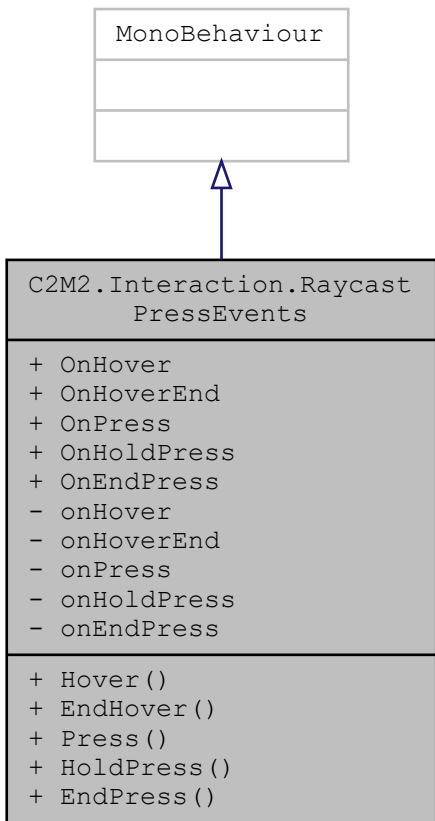 MonoBehaviour
C2M2.Interaction.Raycast
PressEvents
+ OnHover
+ OnHoverEnd
+ OnPress
+ OnHoldPress
+ OnEndPress
- onHover
- onHoverEnd
- onPress
- onHoldPress
- onEndPress
+ Hover()
+ EndHover()
+ Press()
+ HoldPress()
+ EndPress()